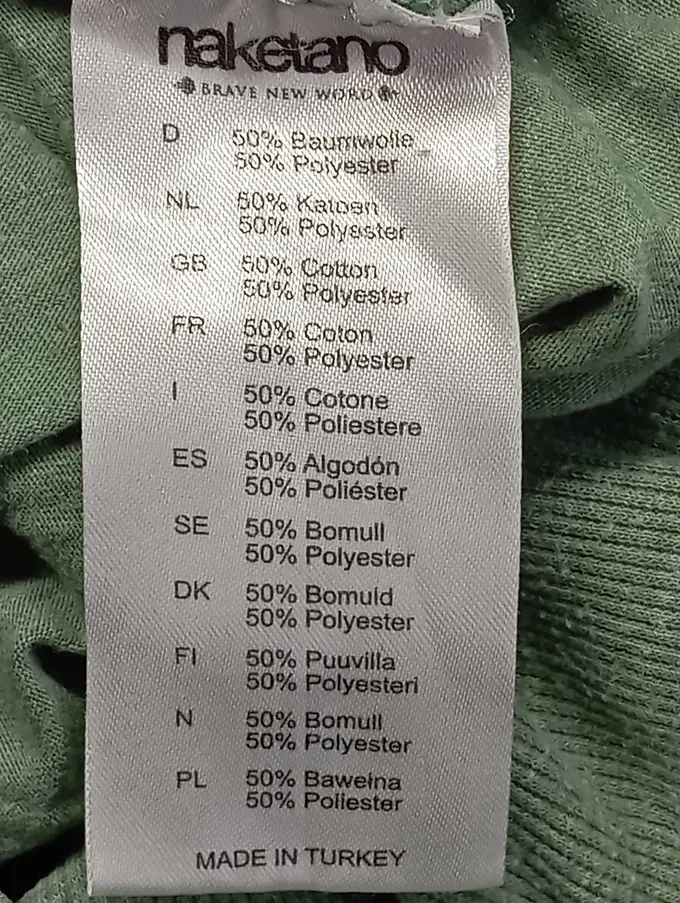 naketano
BRAVE NEW WORD
D 50% Baumwolle
50% Polyester
NL 50% Katoen
50% Polyester
GB 50% Cotton
50% Polyester
FR 50% Coton
50% Polyester
I 50% Cotone
50% Poliestere
ES 50% Algodón
50% Poliéster
SE 50% Bomull
50% Polyester
DK 50% Bomuld
50% Polyester
FI 50% Puuvilla
50% Polyesteri
N 50% Bomull
50% Polyester
PL 50% Bawełna
50% Poliester
MADE IN TURKEY